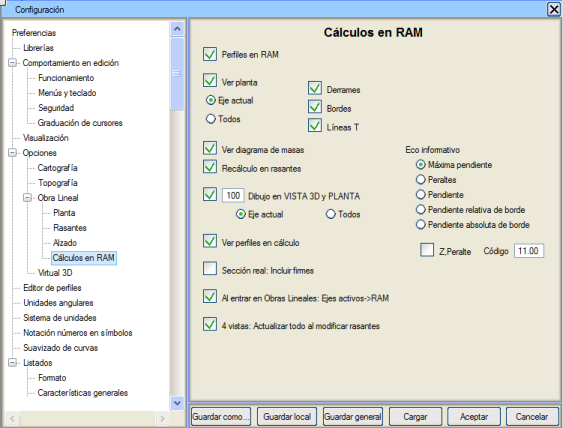 Configuración
Preferencias
Librerías
Comportamiento en edición
Funcionamiento
Menús y teclado
Seguridad
Graduación de cursores
Visualización
Opciones
Cartografía
Topografía
Obra Lineal
Planta
Rasantes
Alzado
Cálculos en RAM
Virtual 3D
Editor de perfiles
Unidades angulares
Sistema de unidades
Notación números en símbolos
Suavizado de curvas
Listados
Formato
Características generales
Cálculos en RAM
Perfiles en RAM
Ver planta
Eje actual
Todos
Derrames
Bordes
Líneas T
Ver diagrama de masas
Recálculo en rasantes
100 Dibujo en VISTA 3D y PLANTA
Eje actual Todos
Ver perfiles en cálculo
Sección real: Incluir firmes
Al entrar en Obras Lineales: Ejes activos->RAM
4 vistas: Actualizar todo al modificar rasantes
Eco informativo
Máxima pendiente
Peraltes
Pendiente
Pendiente relativa de borde
Pendiente absoluta de borde
Z,Peralte Código 11.00
Guardar como... Guardar local Guardar general Cargar Aceptar Cancelar